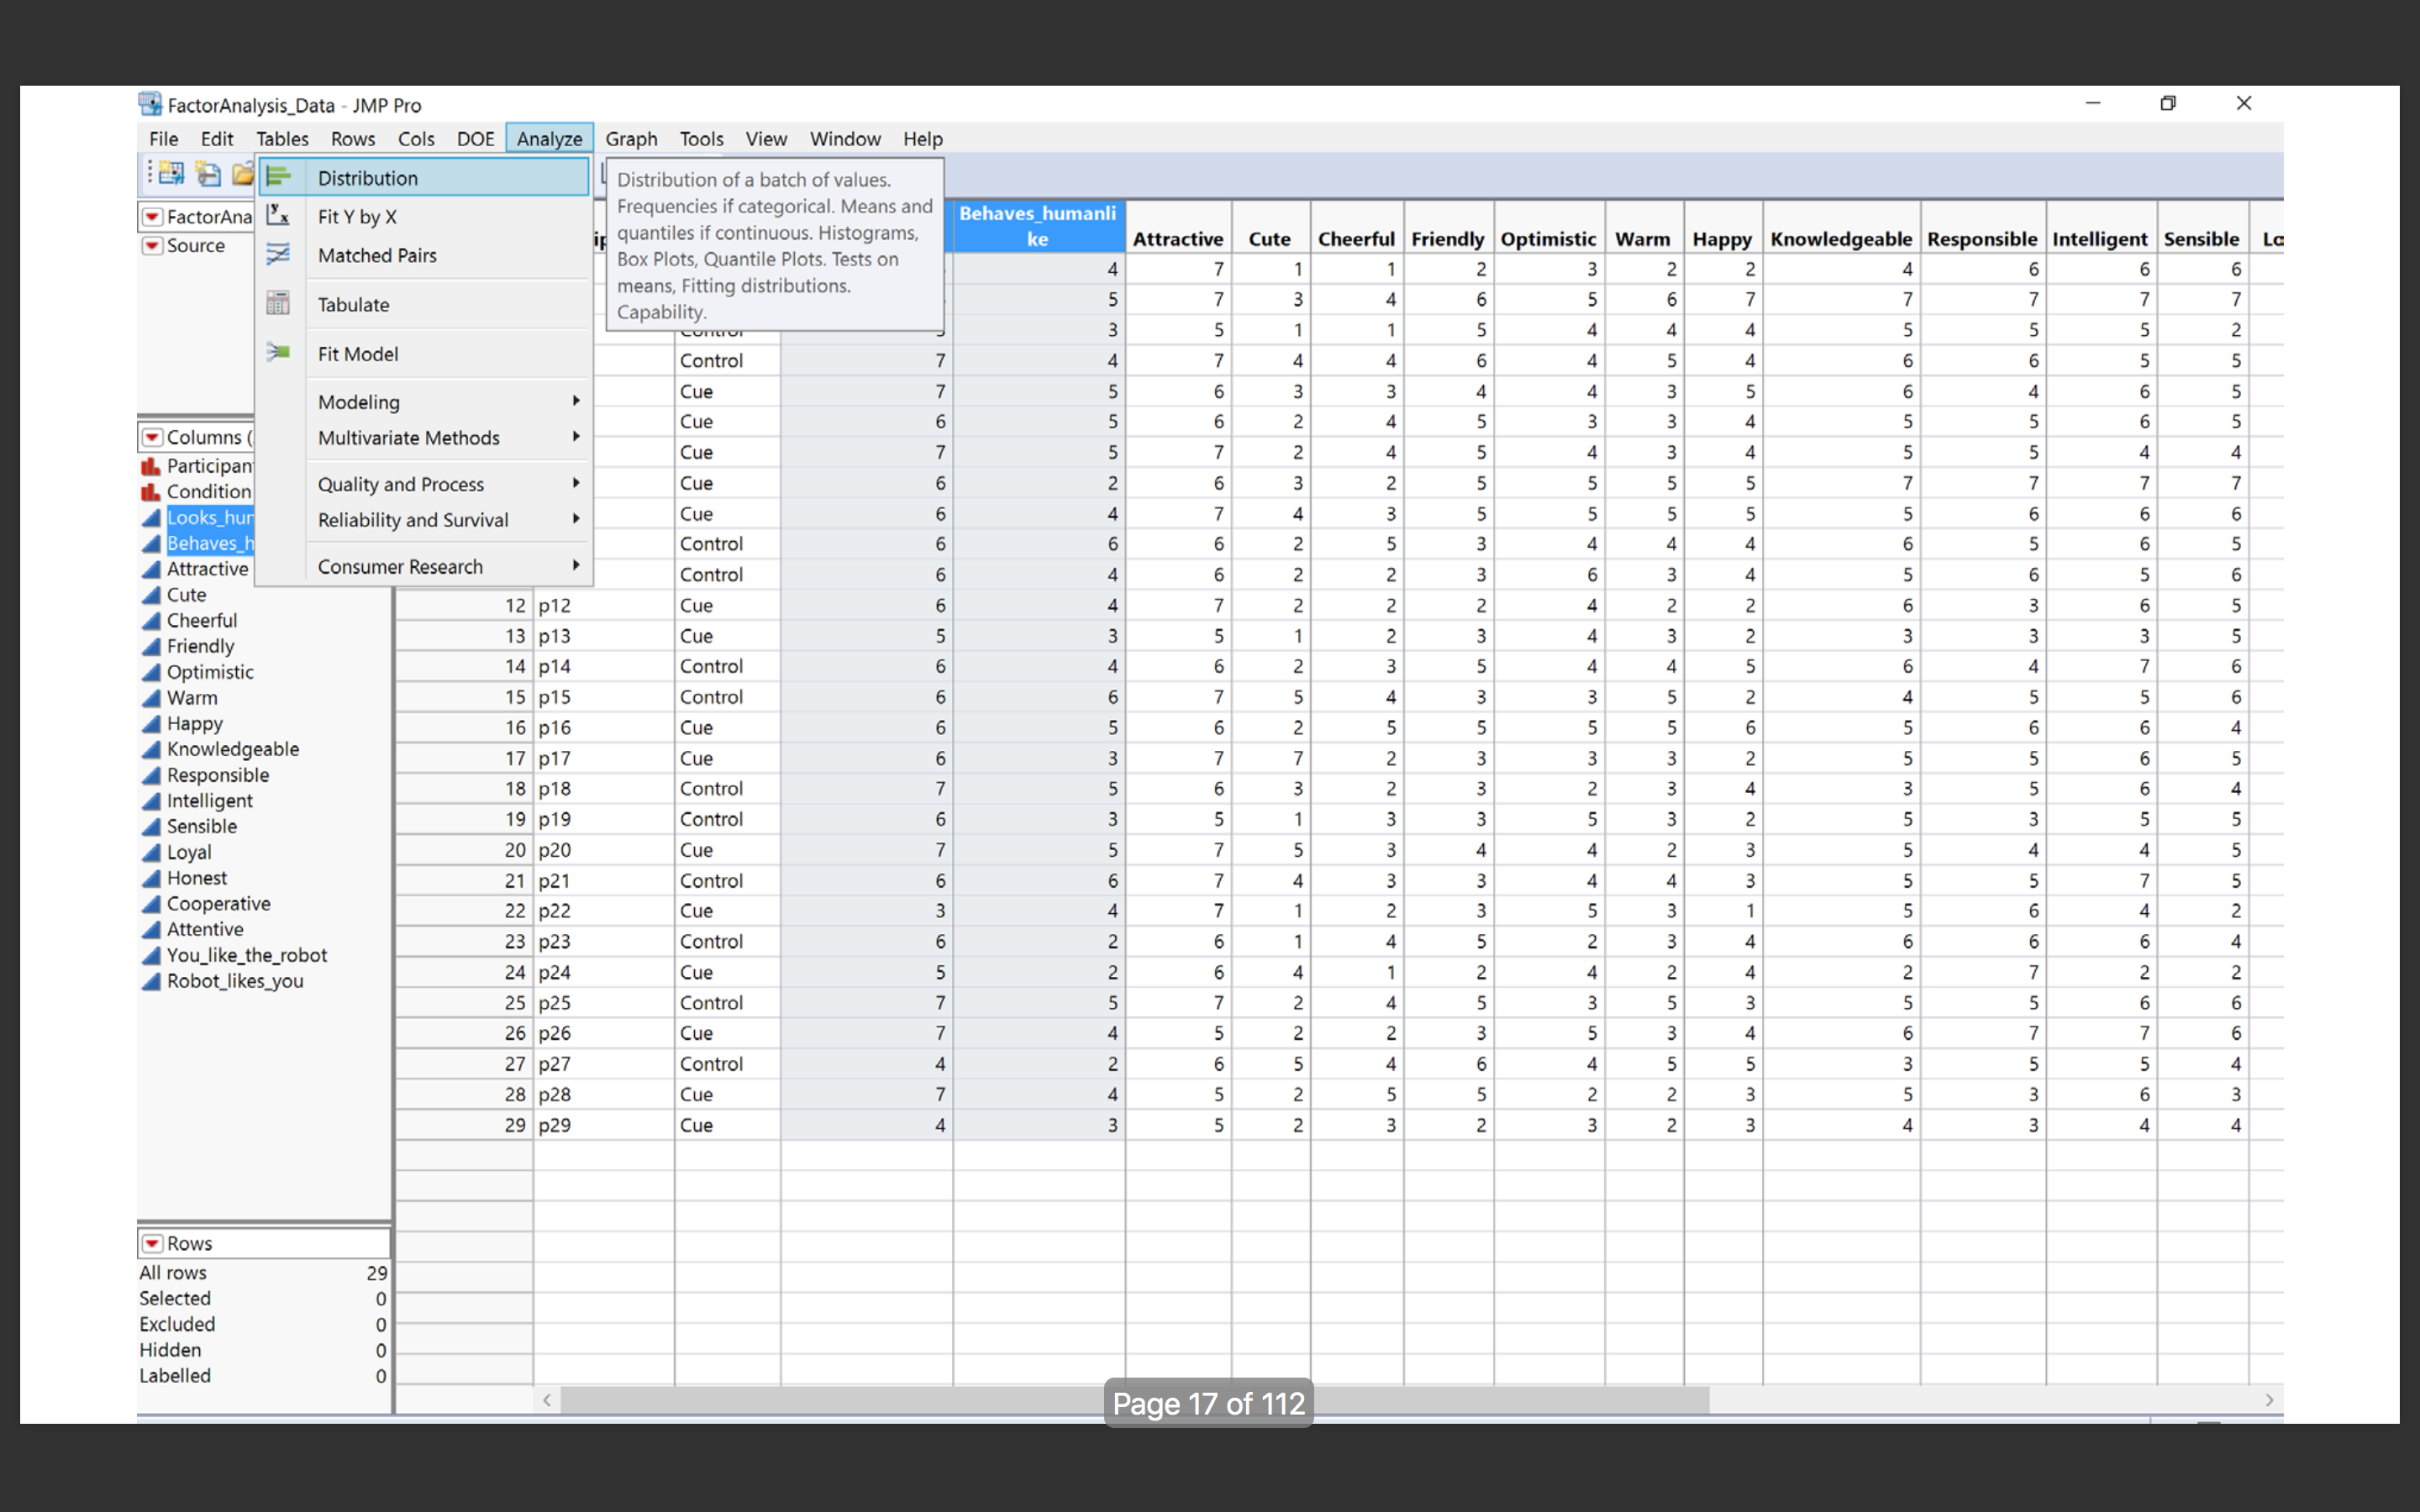 FactorAnalysis_Data - JMP Pro
File Edit Tables Rows Cols DOE Analyze Graph Tools View Window Help
Distribution
Fit Y by X
Matched Pairs
Tabulate
Fit Model
Modeling
Multivariate Methods
Quality and Process
Reliability and Survival
Consumer Research
Distribution of a batch of values.
Frequencies if categorical. Means and
quantiles if continuous. Histograms,
Box Plots, Quantile Plots. Tests on
means, Fitting distributions.
Capability.
FactorAna
Source
Columns (
Participan
Condition
Looks_hur
Behaves_h
Attractive
Cute
Cheerful
Friendly
Optimistic
Warm
Happy
Knowledgeable
Responsible
Intelligent
Sensible
Loyal
Honest
Cooperative
Attentive
You_like_the_robot
Robot_likes_you
Rows
All rows 29
Selected 0
Excluded 0
Hidden 0
Labelled 0
Behaves_humanli
ke Attractive Cute Cheerful Friendly Optimistic Warm Happy Knowledgeable Responsible Intelligent Sensible
4 7 1 1 2 3 2 2 4 6 6 6
5 7 3 4 6 5 6 7 7 7 7 7
Control 3 5 1 1 5 4 4 4 5 5 5 2
Control 7 4 7 4 4 6 4 5 4 6 6 5 5
Cue 7 5 6 3 3 4 4 3 5 6 4 6 5
Cue 6 5 6 2 4 5 3 3 4 5 5 6 5
Cue 7 5 7 2 4 5 4 3 4 5 5 4 4
Cue 6 2 6 3 2 5 5 5 5 7 7 7 7
Cue 6 4 7 4 3 5 5 5 5 5 6 6 6
Control 6 6 6 2 5 3 4 4 4 6 5 6 5
Control 6 4 6 2 2 3 6 3 4 5 6 5 6
12 p12 Cue 6 4 7 2 2 2 4 2 2 6 3 6 5
13 p13 Cue 5 3 5 1 2 3 4 3 2 3 3 3 5
14 p14 Control 6 4 6 2 3 5 4 4 5 6 4 7 6
15 p15 Control 6 6 7 5 4 3 3 5 2 4 5 5 6
16 p16 Cue 6 5 6 2 5 5 5 5 6 5 6 6 4
17 p17 Cue 6 3 7 7 2 3 3 3 2 5 5 6 5
18 p18 Control 7 5 6 3 2 3 2 3 4 3 5 6 4
19 p19 Control 6 3 5 1 3 3 5 3 2 5 3 5 5
20 p20 Cue 7 5 7 5 3 4 4 2 3 5 4 4 5
21 p21 Control 6 6 7 4 3 3 4 4 3 5 5 7 5
22 p22 Cue 3 4 7 1 2 3 5 3 1 5 6 4 2
23 p23 Control 6 2 6 1 4 5 2 3 4 6 6 6 4
24 p24 Cue 5 2 6 4 1 2 4 2 4 2 7 2 2
25 p25 Control 7 5 7 2 4 5 3 5 3 5 5 6 6
26 p26 Cue 7 4 5 2 2 3 5 3 4 6 7 7 6
27 p27 Control 4 2 6 5 4 6 4 5 5 3 5 5 4
28 p28 Cue 7 4 5 2 5 5 2 2 3 5 3 6 3
29 p29 Cue 4 3 5 2 3 2 3 2 3 4 3 4 4
Page 17 of 112